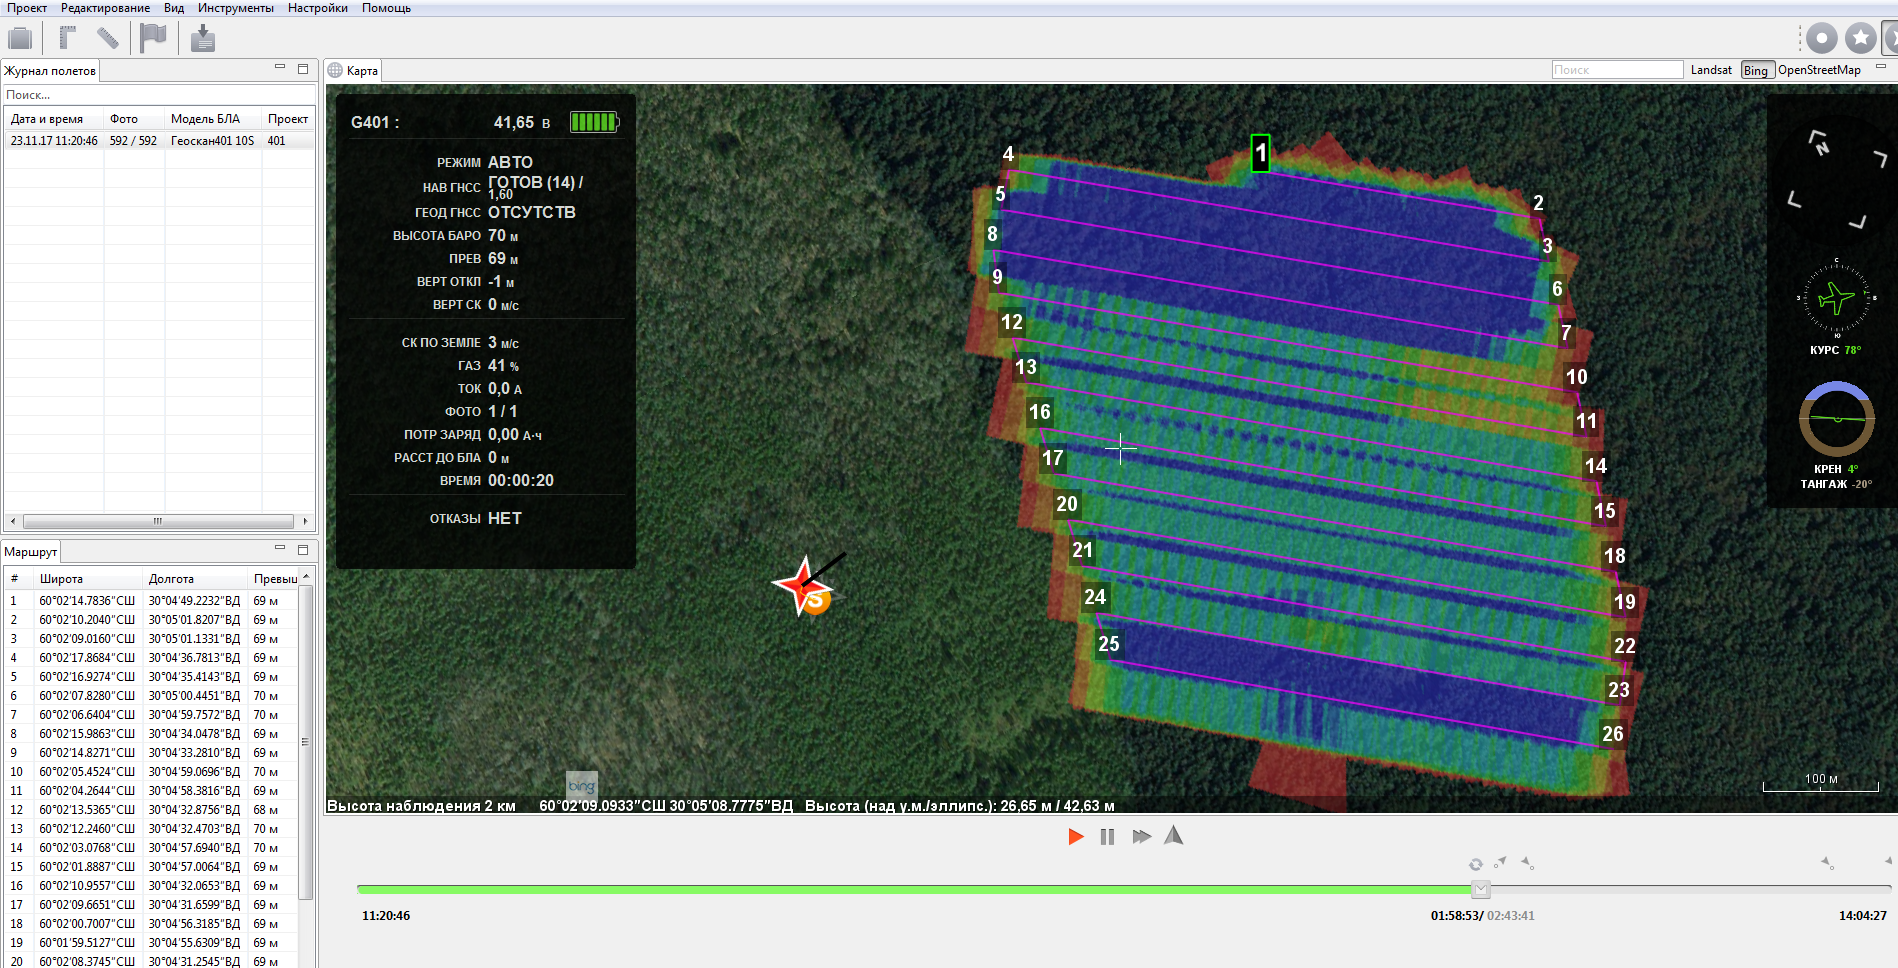 Проект Редактирование Вид Инструменты Настройки Помощь
Журнал полетов
Поиск...
Дата и время Фото Модель БЛА Проект
23.11.17 11:20:46 592 / 592 Геоскан401 10S 401
Маршрут
# Широта Долгота Превыш
1 60°02'14.7836"СШ 30°04'49.2232"ВД 69 м
2 60°02'10.2040"СШ 30°05'01.8207"ВД 69 м
3 60°02'09.0160"СШ 30°05'01.1331"ВД 69 м
4 60°02'17.8684"СШ 30°04'36.7813"ВД 69 м
5 60°02'16.9274"СШ 30°04'35.4143"ВД 69 м
6 60°02'07.8280"СШ 30°05'00.4451"ВД 70 м
7 60°02'06.6404"СШ 30°04'59.7572"ВД 70 м
8 60°02'15.9863"СШ 30°04'34.0478"ВД 69 м
9 60°02'14.8271"СШ 30°04'33.2810"ВД 69 м
10 60°02'05.4524"СШ 30°04'59.0696"ВД 70 м
11 60°02'04.2644"СШ 30°04'58.3816"ВД 69 м
12 60°02'13.5365"СШ 30°04'32.8756"ВД 68 м
13 60°02'12.2460"СШ 30°04'32.4703"ВД 70 м
14 60°02'03.0768"СШ 30°04'57.6940"ВД 70 м
15 60°02'01.8887"СШ 30°04'57.0064"ВД 69 м
16 60°02'10.9557"СШ 30°04'32.0653"ВД 69 м
17 60°02'09.6651"СШ 30°04'31.6599"ВД 69 м
18 60°02'00.7007"СШ 30°04'56.3185"ВД 69 м
19 60°01'59.5127"СШ 30°04'55.6309"ВД 69 м
20 60°02'08.3745"СШ 30°04'31.2545"ВД 69 м
Карта
Поиск Landsat Bing OpenStreetMap
G401 : 41,65 В
РЕЖИМ АВТО
НАВ ГНСС ГОТОВ (14) /
1,60
ГЕОД ГНСС ОТСУТСТВ
ВЫСОТА БАРО 70 м
ПРЕВ 69 м
ВЕРТ ОТКЛ -1 м
ВЕРТ СК 0 м/с
СК ПО ЗЕМЛЕ 3 м/с
ГАЗ 41 %
ТОК 0,0 А
ФОТО 1 / 1
ПОТР ЗАРЯД 0,00 А·ч
РАССТ ДО БЛА 0 м
ВРЕМЯ 00:00:20
ОТКАЗЫ НЕТ
1
4
2
5
3
8
6
9
7
12
10
13
11
16
14
17
15
20
18
21
19
24
22
25
23
26
S
N
С
З В
Ю
КУРС 78°
КРЕН 4°
ТАНГАЖ -20°
100 м
bing
Высота наблюдения 2 км 60°02'09.0933"СШ 30°05'08.7775"ВД Высота (над у.м./эллипс.): 26,65 м / 42,63 м
11:20:46 01:58:53/ 02:43:41 14:04:27